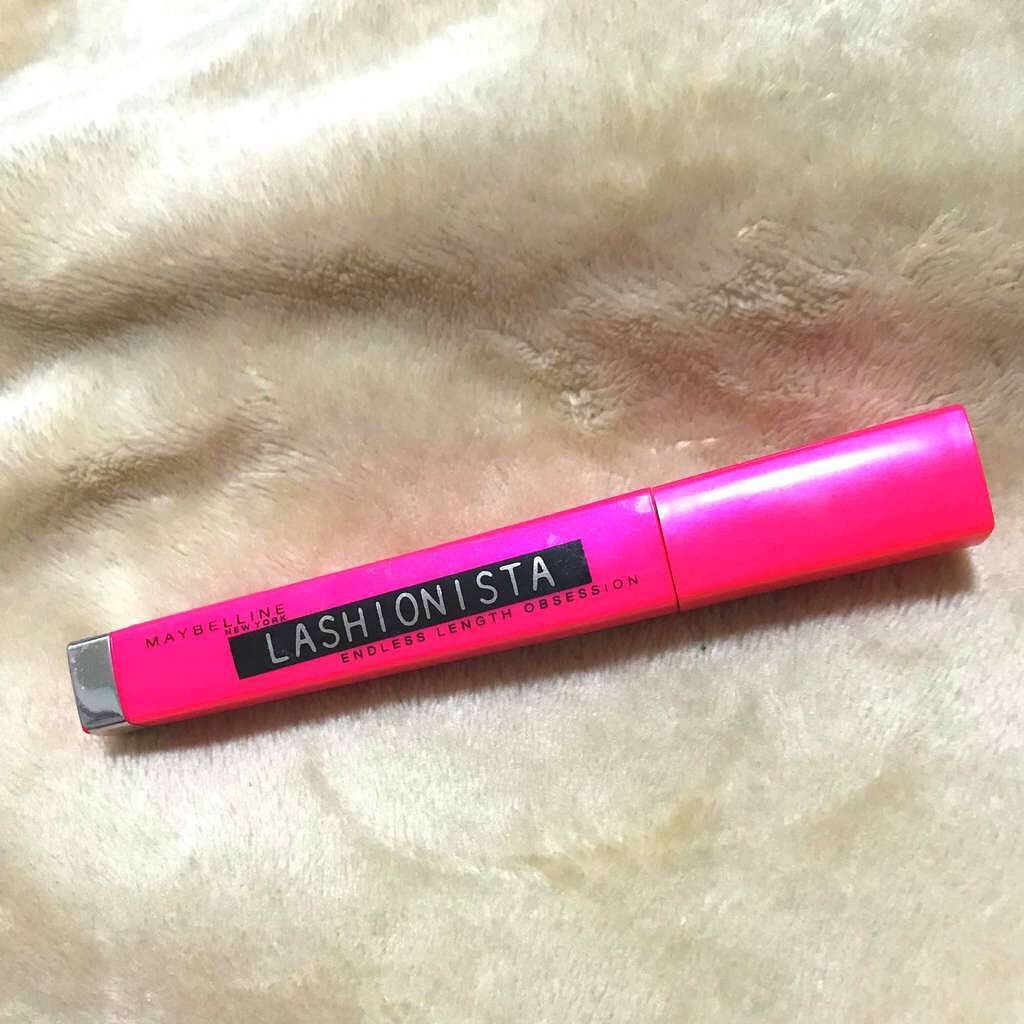 MAYBELLINE
NEW YORK
LASHIONISTA
ENDLESS LENGTH OBSESSION